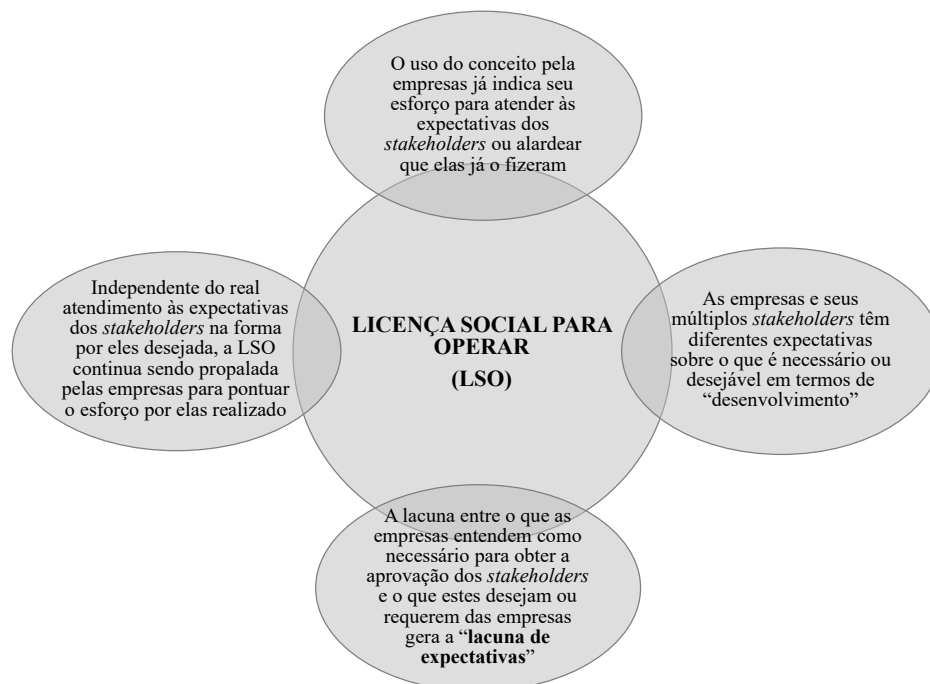 O uso do conceito pela
empresas já indica seu
esforço para atender às
expectativas dos
stakeholders ou alardear
que elas já o fizeram
Independente do real
atendimento às expectativas
dos stakeholders na forma
por eles desejada, a LSO
continua sendo propalada
pelas empresas para pontuar
o esforço por elas realizado
LICENÇA SOCIAL PARA
OPERAR
(LSO)
As empresas e seus
múltiplos stakeholders têm
diferentes expectativas
sobre o que é necessário ou
desejável em termos de
“desenvolvimento”
A lacuna entre o que as
empresas entendem como
necessário para obter a
aprovação dos stakeholders
e o que estes desejam ou
requerem das empresas
gera a “lacuna de
expectativas”